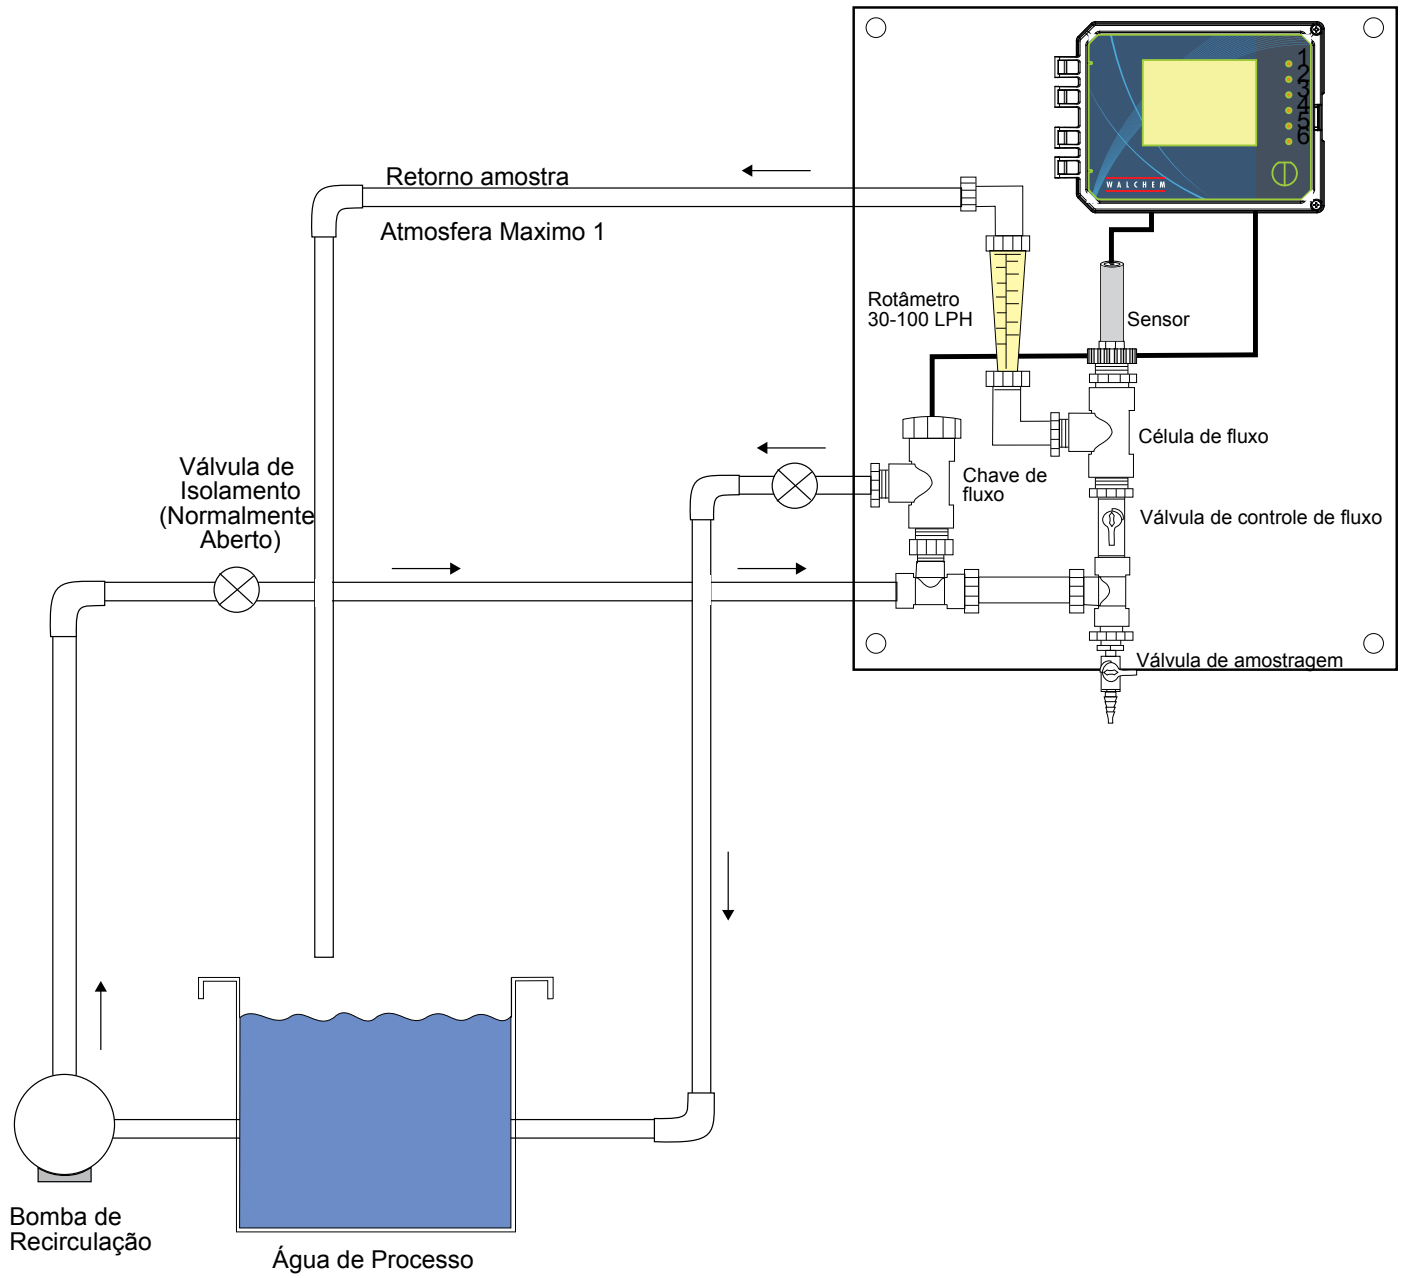 1
2
3
4
5
6
WALCHEM
Retorno amostra
Atmosfera Maximo 1
Rotâmetro
30-100 LPH
Sensor
Célula de fluxo
Chave de
fluxo
Válvula de controle de fluxo
Válvula de
Isolamento
(Normalmente
Aberto)
Válvula de amostragem
Bomba de
Recirculação
Água de Processo